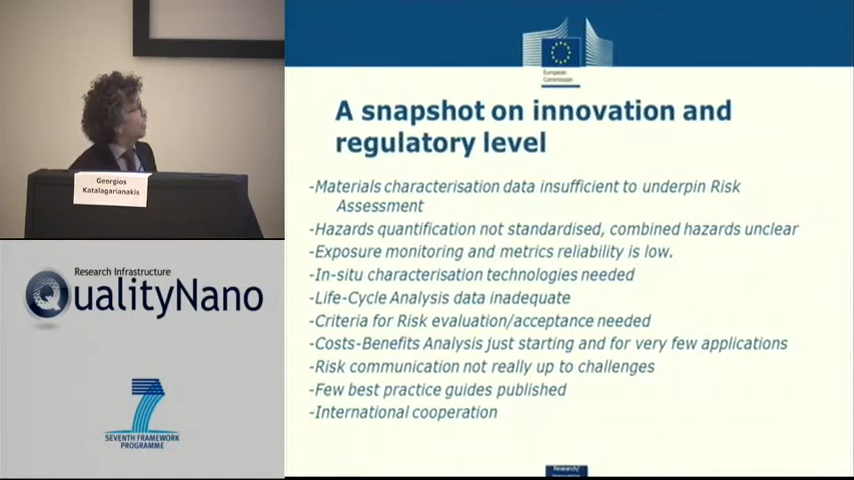 Georgios
Katalagarianakis
Research Infrastructure
QualityNano
7
SEVENTH FRAMEWORK
PROGRAMME
European
Commission
A snapshot on innovation and
regulatory level
-Materials characterisation data insufficient to underpin Risk
Assessment
-Hazards quantification not standardised, combined hazards unclear
-Exposure monitoring and metrics reliability is low.
-In-situ characterisation technologies needed
-Life-Cycle Analysis data inadequate
-Criteria for Risk evaluation/acceptance needed
-Costs-Benefits Analysis just starting and for very few applications
-Risk communication not really up to challenges
-Few best practice guides published
-International cooperation